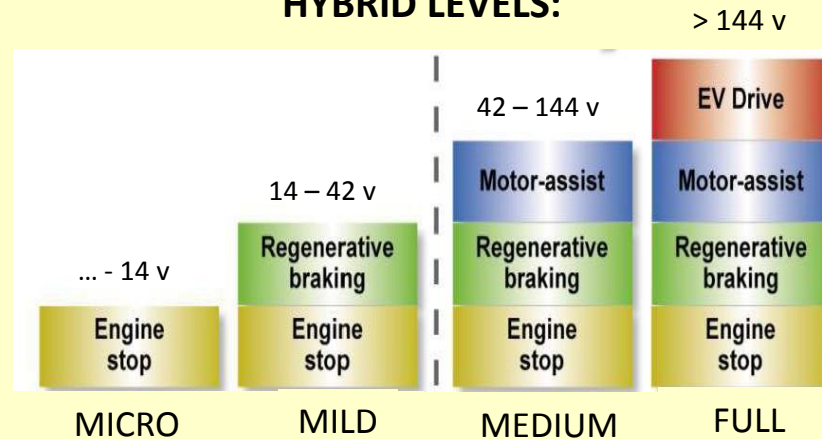 HYBRID LEVELS:
> 144 v
EV Drive
42 – 144 v
Motor-assist
Motor-assist
14 – 42 v
Regenerative
braking
Regenerative
braking
Regenerative
braking
... - 14 v
Engine
stop
Engine
stop
Engine
stop
Engine
stop
MICRO
MILD
MEDIUM
FULL